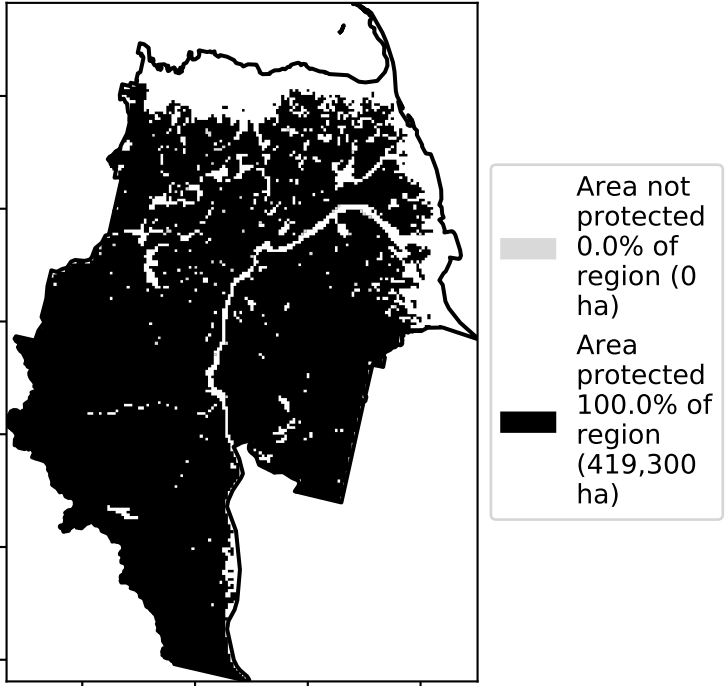 Area not
protected
0.0% of
region (0
ha)
Area
protected
100.0% of
region
(419,300
ha)